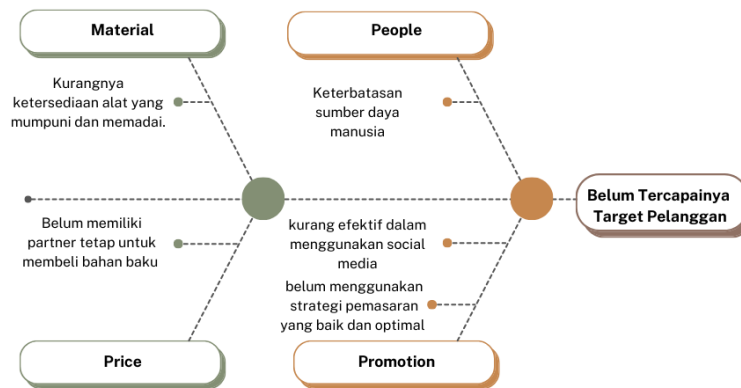 Material
People
Kurangnya
ketersediaan alat yang
mumpuni dan memadai.
Keterbatasan
sumber daya
manusia
Belum Tercapainya
Target Pelanggan
Belum memiliki
partner tetap untuk
membeli bahan baku
kurang efektif dalam
menggunakan social
media
belum menggunakan
strategi pemasaran
yang baik dan optimal
Price
Promotion